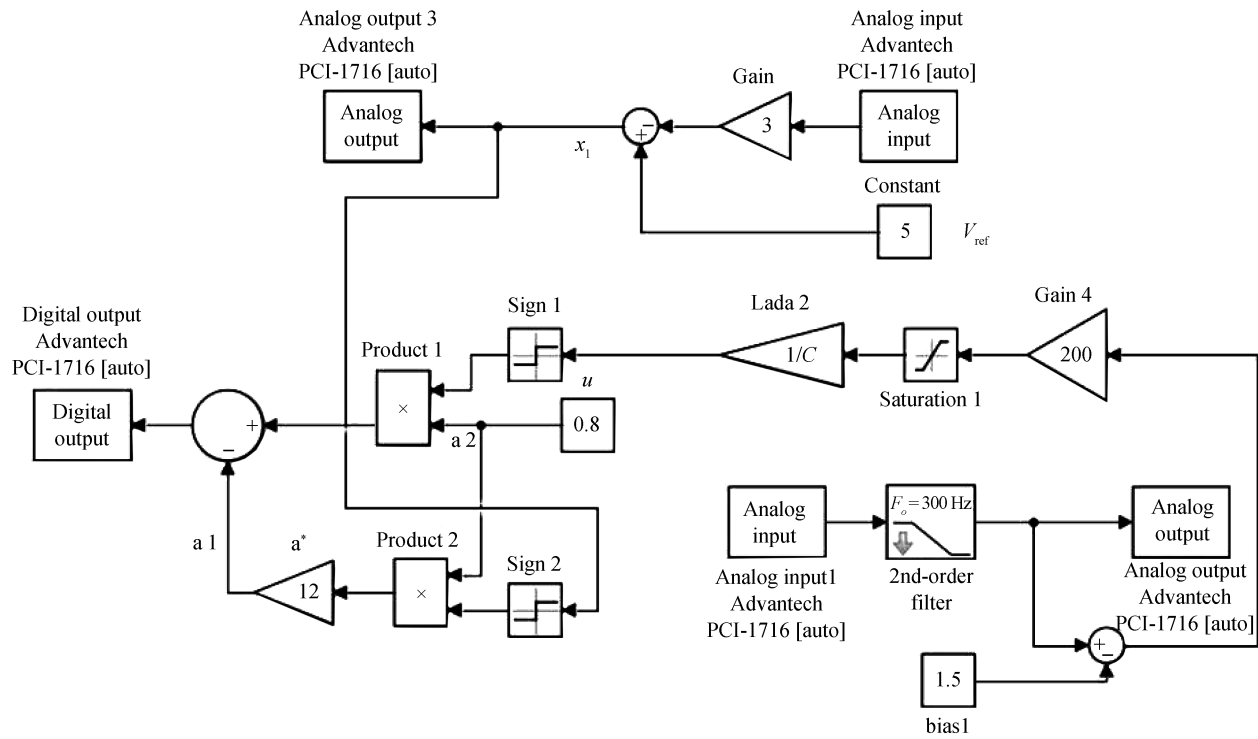 Analog output 3
Advantech
PCI-1716 [auto]
Analog
output
Gain
3
Analog input
Advantech
PCI-1716 [auto]
Analog
input
x1
−
+
Constant
5
Vref
Digital output
Advantech
PCI-1716 [auto]
Digital
output
+
−
Product 1
×
Sign 1
u
0.8
a 2
Lada 2
1/C
Saturation 1
Gain 4
200
a 1
a*
12
Product 2
×
Sign 2
Analog
input
Analog input1
Advantech
PCI-1716 [auto]
Fo = 300 Hz
2nd-order
filter
Analog
output
Analog output
Advantech
PCI-1716 [auto]
+
−
1.5
bias1